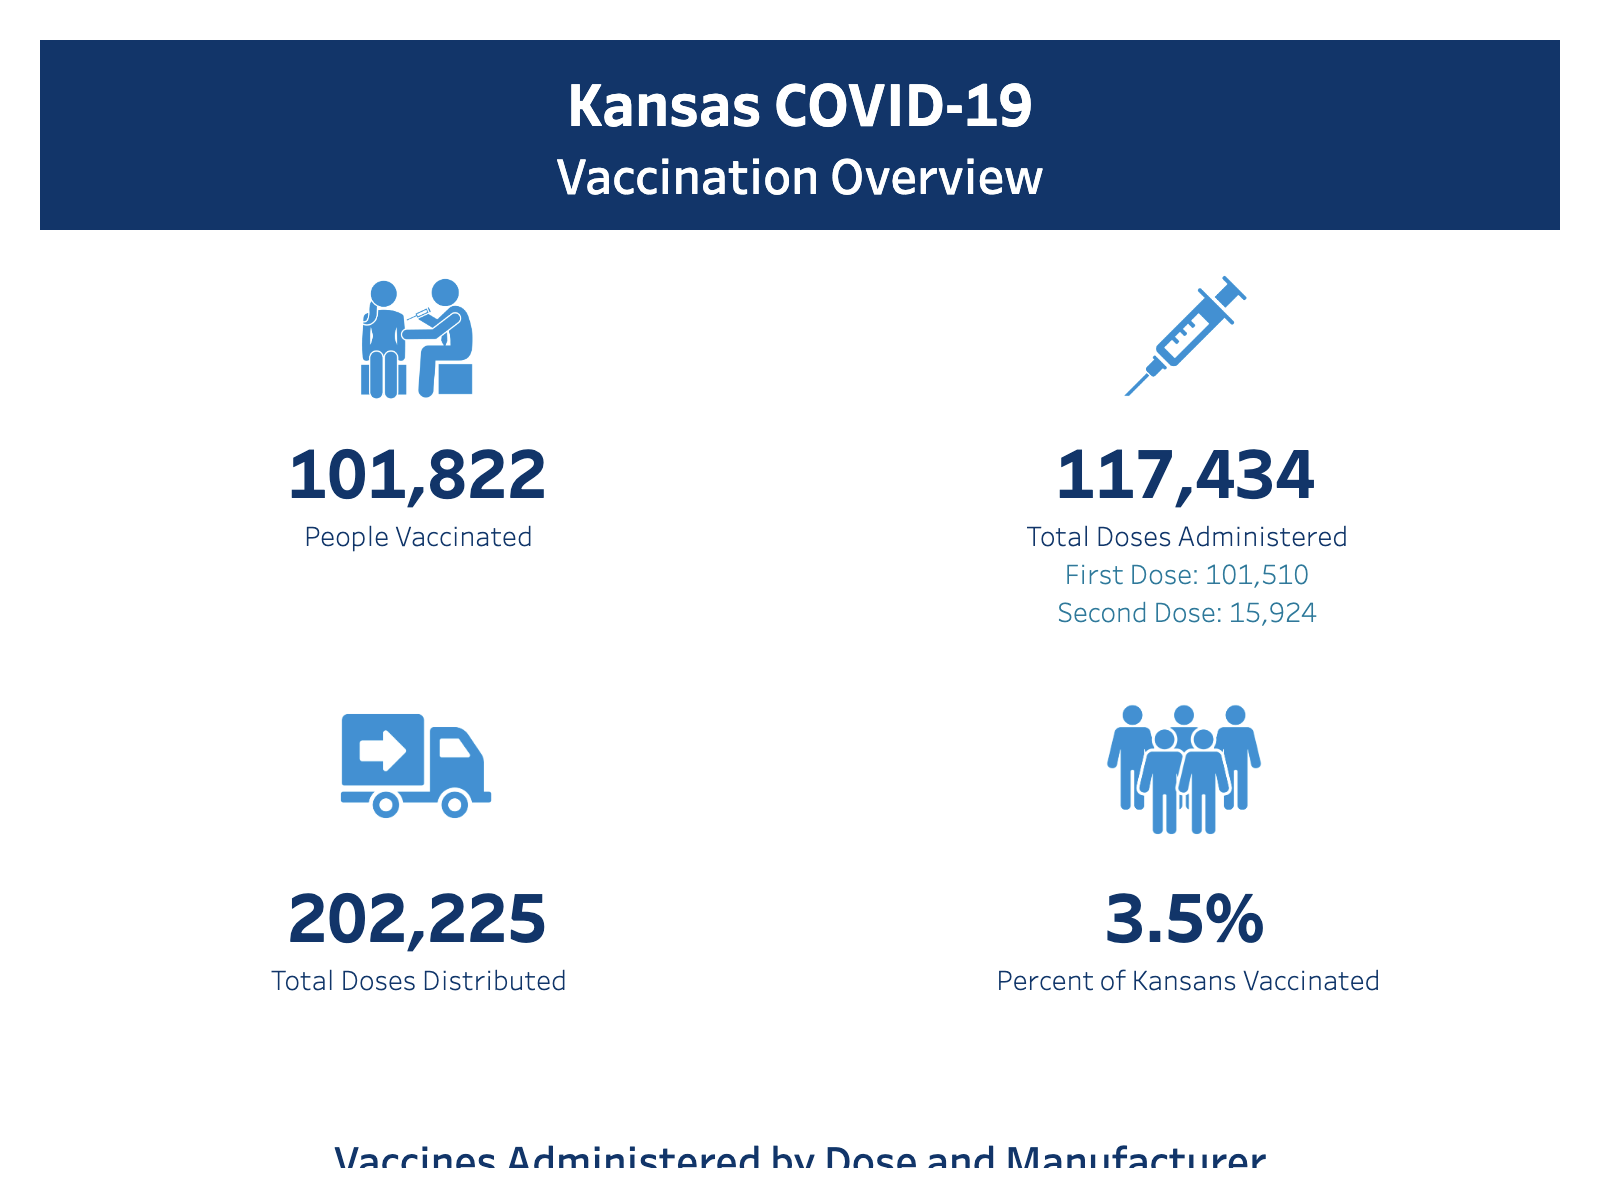 Kansas COVID-19
Vaccination Overview
101,822
People Vaccinated
117,434
Total Doses Administered
First Dose: 101,510
Second Dose: 15,924
202,225
Total Doses Distributed
3.5%
Percent of Kansans Vaccinated
Vaccines Administered by Dose and Manufacturer